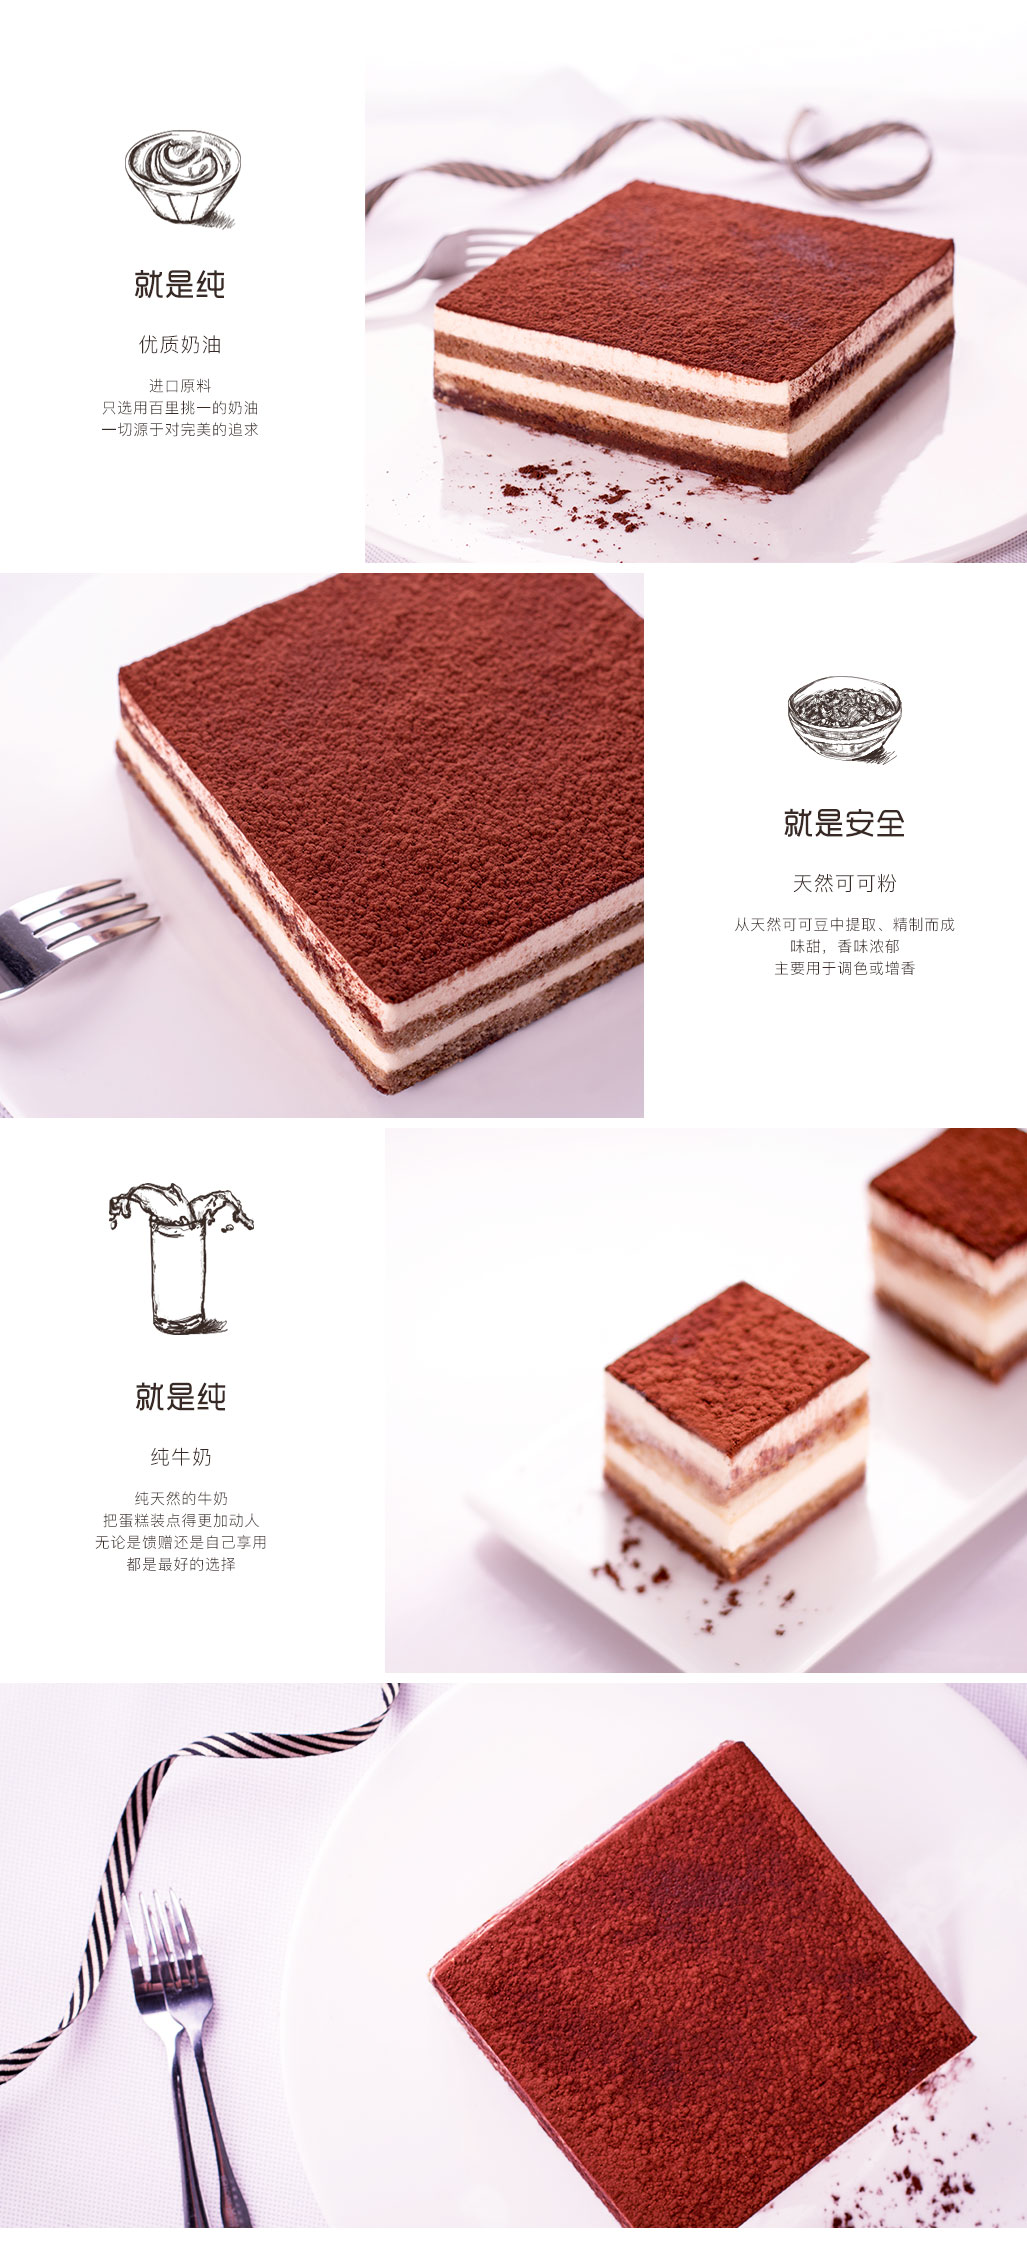 就是纯
优质奶油
进口原料
只选用百里挑一的奶油
一切源于对完美的追求
就是安全
天然可可粉
从天然可可豆中提取、精制而成
味甜，香味浓郁
主要用于调色或增香
就是纯
纯牛奶
纯天然的牛奶
把蛋糕装点得更加动人
无论是馈赠还是自己享用
都是最好的选择